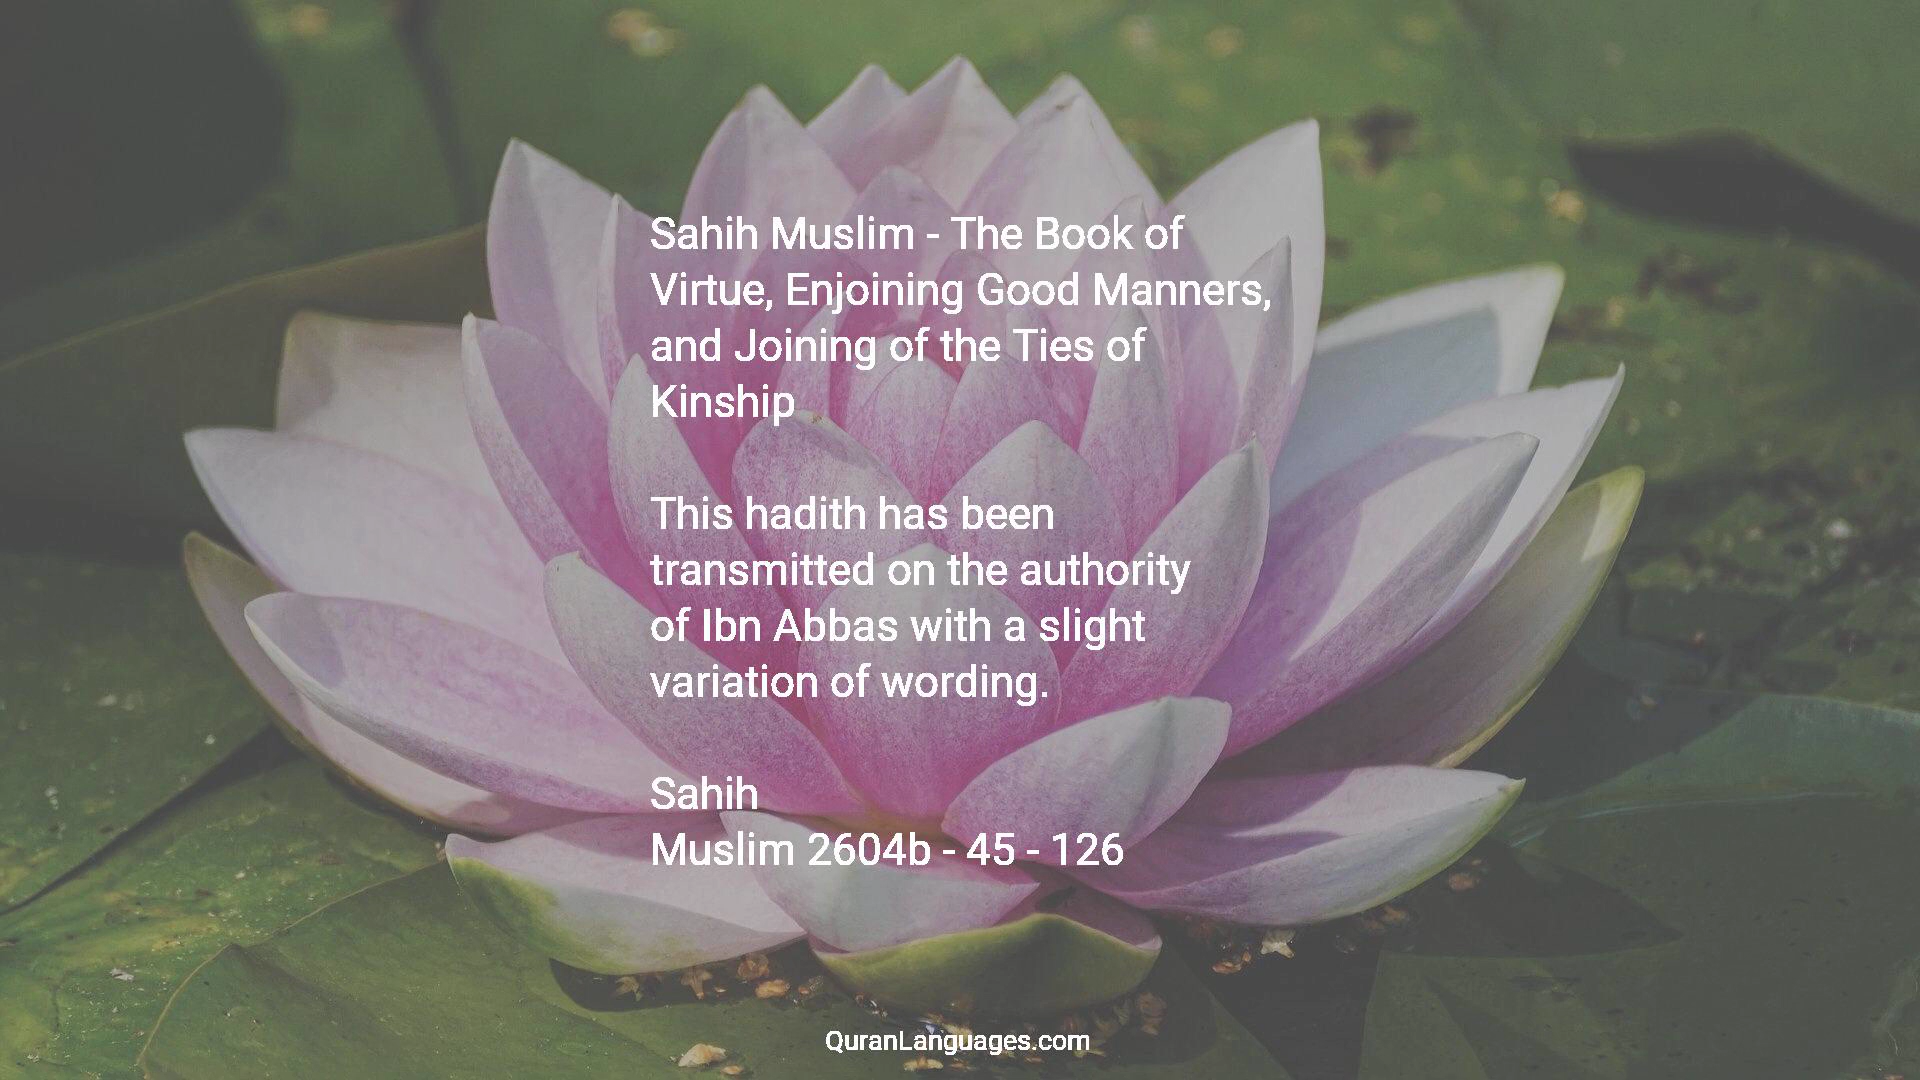 Sahih Muslim - The Book of
Virtue, Enjoining Good Manners,
and Joining of the Ties of
Kinship
This hadith has been
transmitted on the authority
of Ibn Abbas with a slight
variation of wording.
Sahih
Muslim 2604b - 45 - 126
QuranLanguages.com